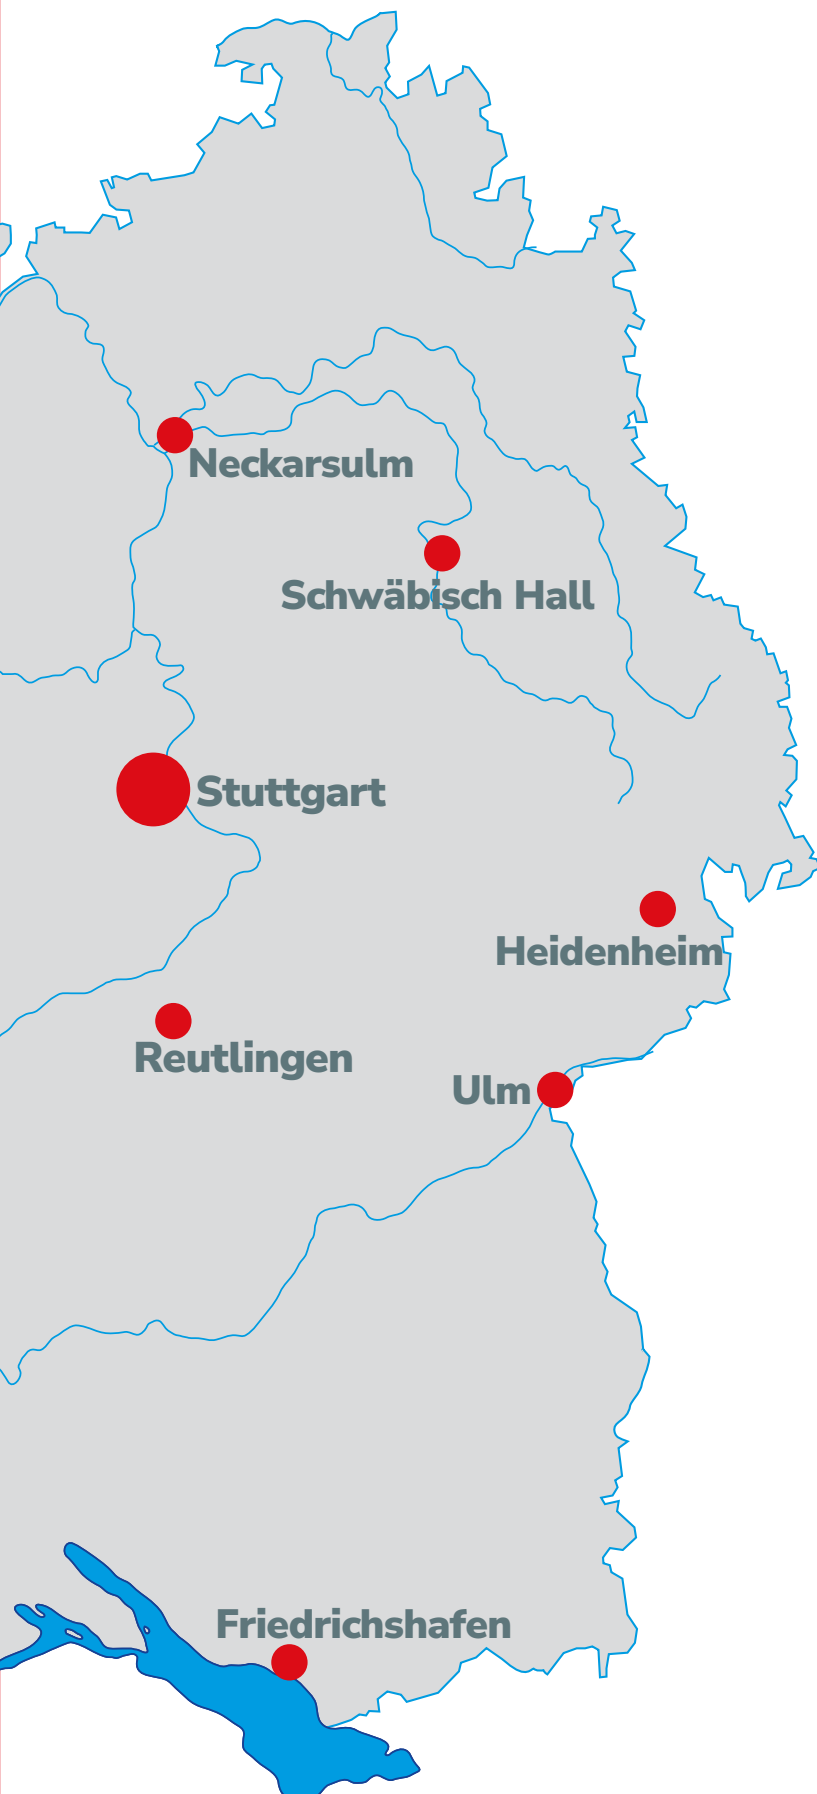 Neckarsulm
Schwäbisch Hall
Stuttgart
Heidenheim
Reutlingen
Ulm
Friedrichshafen